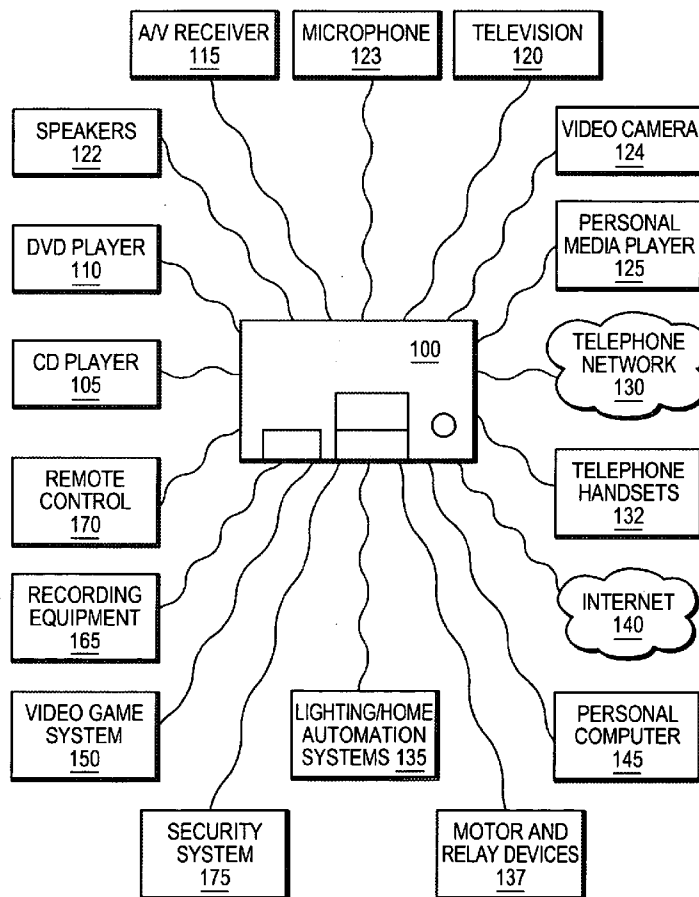 A/V RECEIVER
115
MICROPHONE
123
TELEVISION
120
SPEAKERS
122
VIDEO CAMERA
124
DVD PLAYER
110
PERSONAL
MEDIA PLAYER
125
100
CD PLAYER
105
TELEPHONE
NETWORK
130
REMOTE
CONTROL
170
TELEPHONE
HANDSETS
132
RECORDING
EQUIPMENT
165
INTERNET
140
VIDEO GAME
SYSTEM
150
LIGHTING/HOME
AUTOMATION
SYSTEMS 135
PERSONAL
COMPUTER
145
SECURITY
SYSTEM
175
MOTOR AND
RELAY DEVICES
137